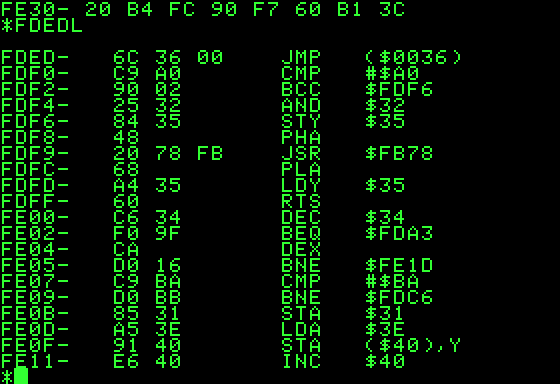 FE30- 20 B4 FC 90 F7 60 B1 3C
*FDEDL
FDED- 6C 36 00 JMP ($0036)
FDF0- C9 A0 CMP #$A0
FDF2- 90 02 BCC $FDF6
FDF4- 25 32 AND $32
FDF6- 84 35 STY $35
FDF8- 48 PHA
FDF9- 20 78 FB JSR $FB78
FDFC- 68 PLA
FDFD- A4 35 LDY $35
FDFF- 60 RTS
FE00- C6 34 DEC $34
FE02- F0 9F BEQ $FDA3
FE04- CA DEX
FE05- D0 16 BNE $FE1D
FE07- C9 BA CMP #$BA
FE09- D0 BB BNE $FDC6
FE0B- 85 31 STA $31
FE0D- A5 3E LDA $3E
FE0F- 91 40 STA ($40),Y
FE11- E6 40 INC $40
*